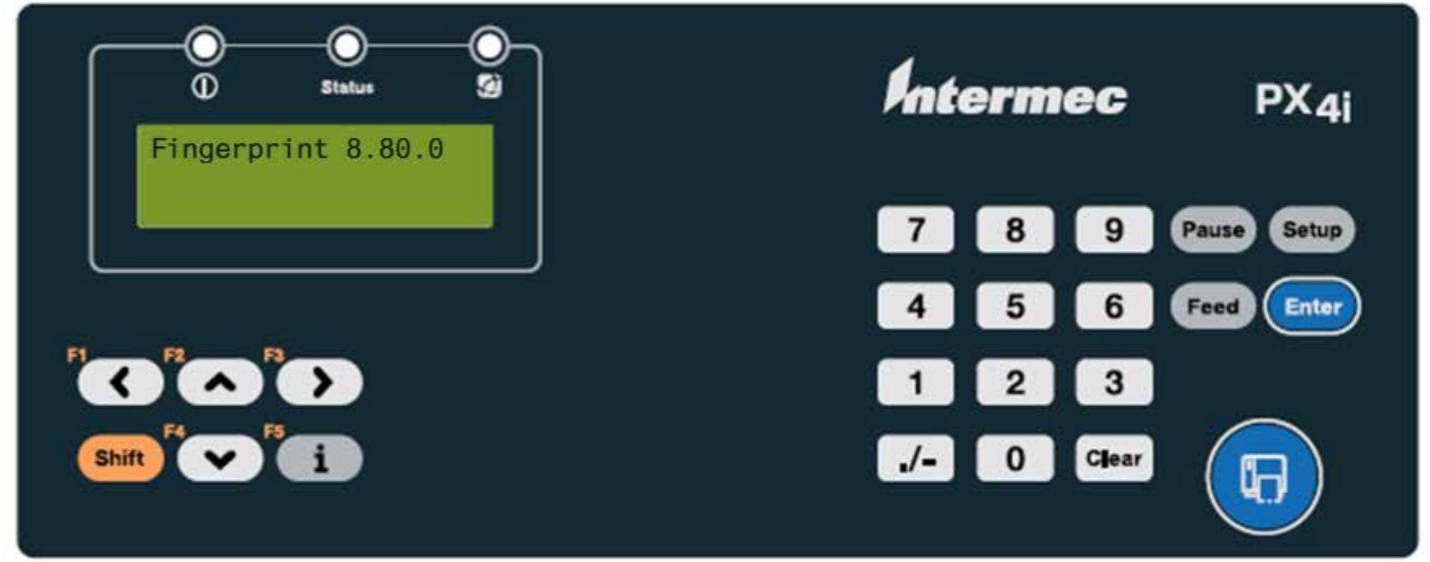 Status
Fingerprint 8.80.0
Intermec PX4i
7 8 9 Pause Setup
4 5 6 Feed Enter
F1 F2 F3
1 2 3
F4 F5
Shift i
./- 0 Clear